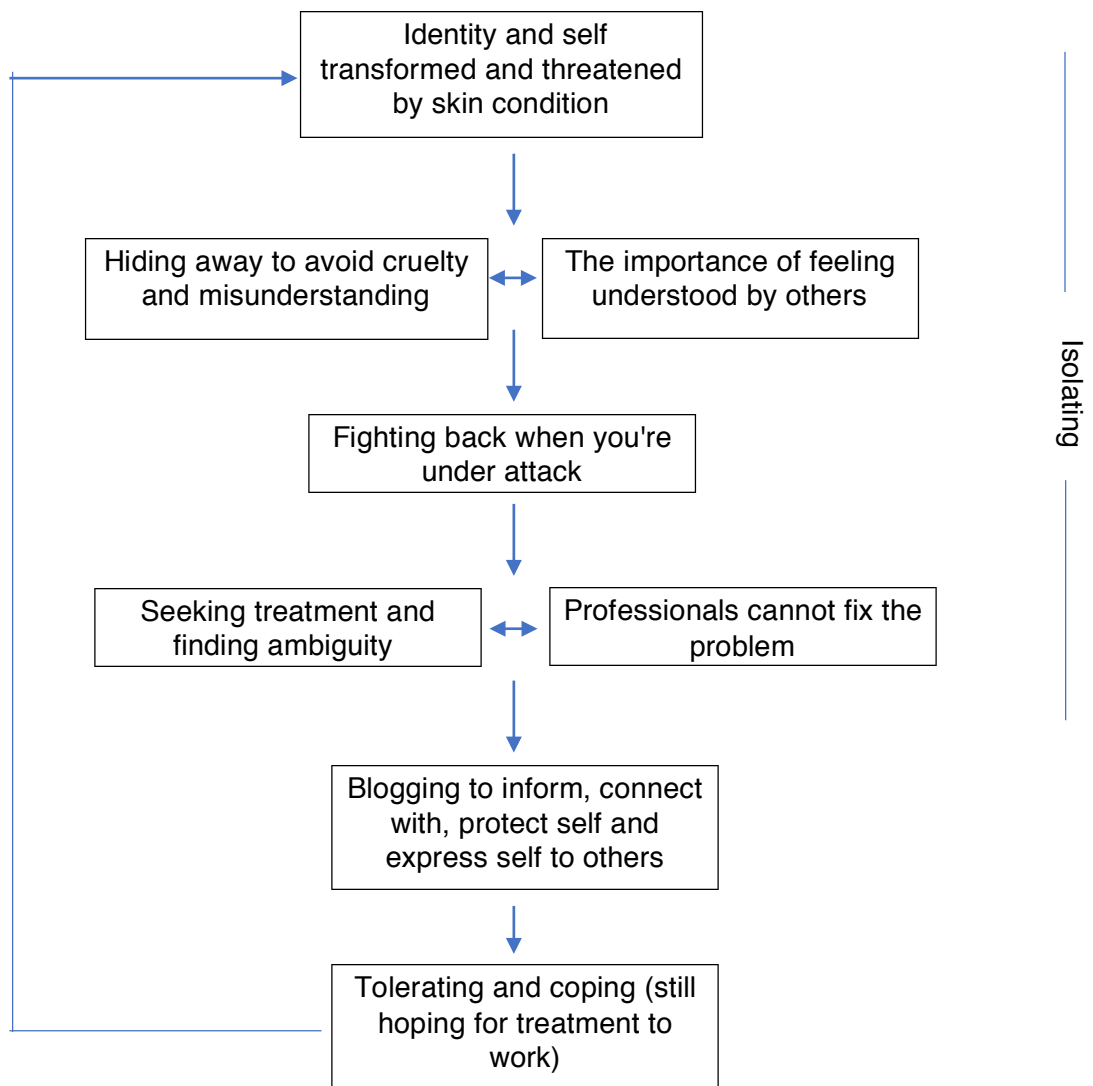 Identity and self
transformed and threatened
by skin condition
Hiding away to avoid cruelty
and misunderstanding
The importance of feeling
understood by others
Isolating
Fighting back when you're
under attack
Seeking treatment and
finding ambiguity
Professionals cannot fix the
problem
Blogging to inform, connect
with, protect self and
express self to others
Tolerating and coping (still
hoping for treatment to
work)